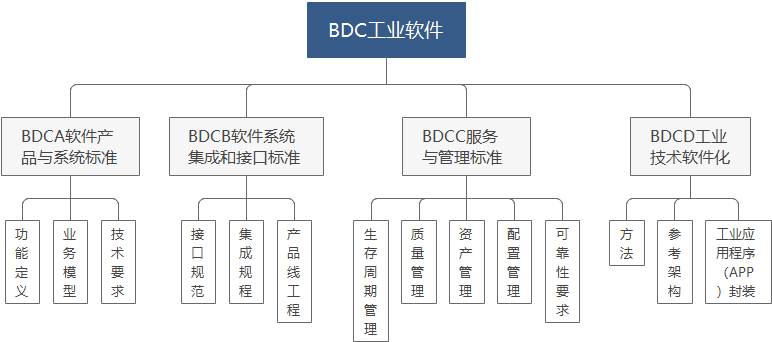 BDC工业软件
BDCA软件产
品与系统标准
BDCB软件系统
集成和接口标准
BDCC服务
与管理标准
BDCD工业
技术软件化
功能定义
业务模型
技术要求
接口规范
集成规程
产品线工程
生存周期管理
质量管理
资产管理
配置管理
可靠性要求
方法
参考架构
工业应
用程序
（APP
）封装